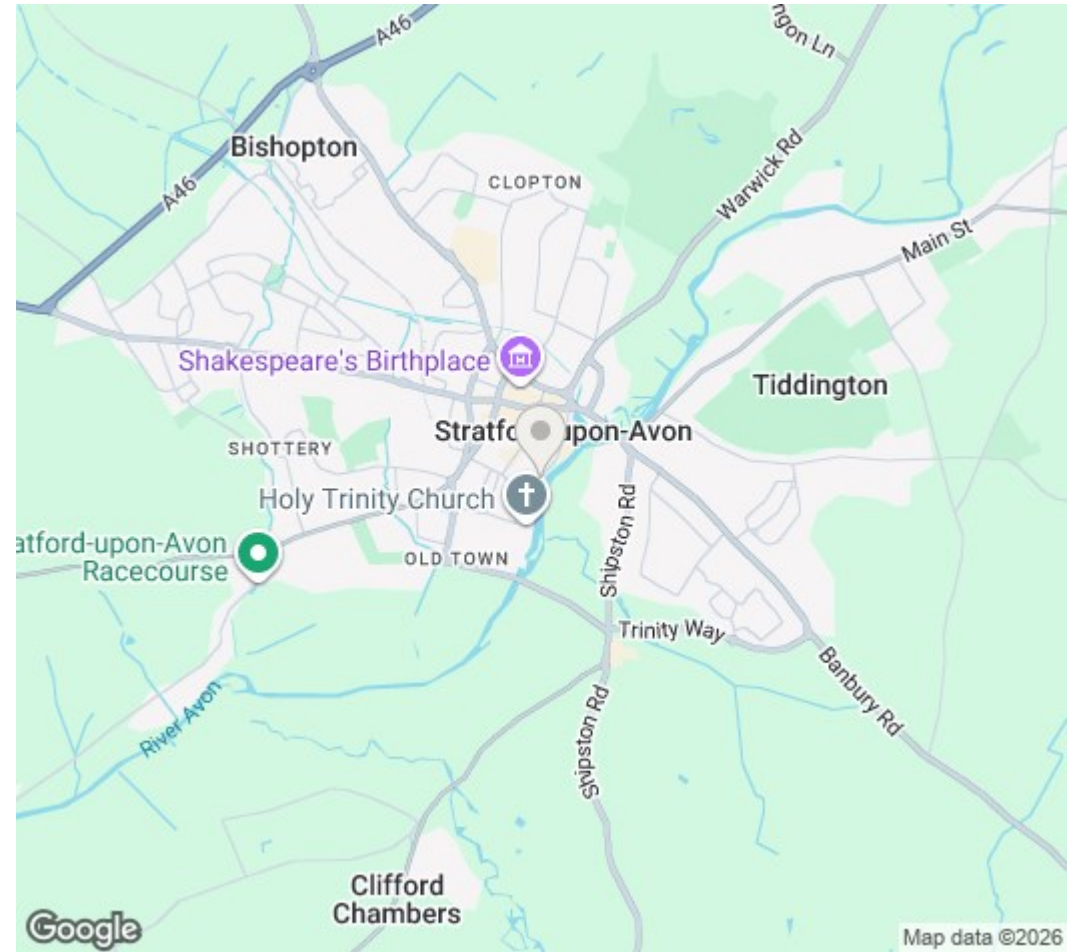 A46
ngon Ln
Bishopton
CLOPTON
Warwick Rd
A46
Main St
Shakespeare's Birthplace
Tiddington
Stratfo upon-Avon
SHOTTERY
Holy Trinity Church
atford-upon-Avon
Racecourse
OLD TOWN
Shipston Rd
Trinity Way
Banbury Rd
River Avon
Shipston Rd
Clifford
Chambers
Google
Map data ©2026